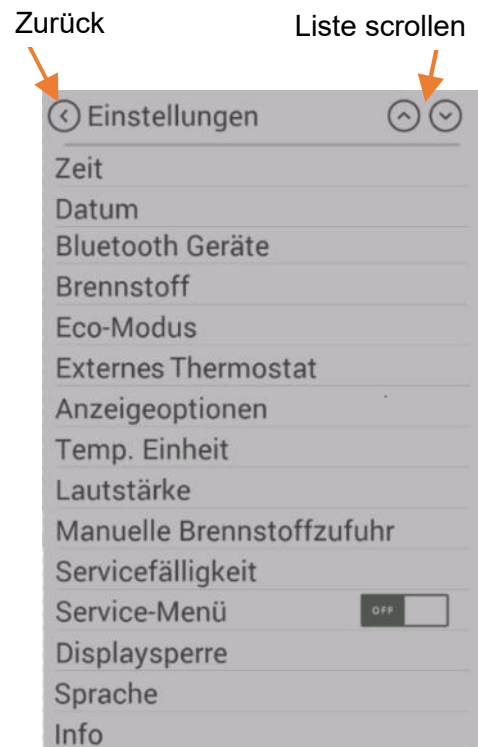 Zurück Liste scrollen
Einstellungen
Zeit
Datum
Bluetooth Geräte
Brennstoff
Eco-Modus
Externes Thermostat
Anzeigeoptionen
Temp. Einheit
Lautstärke
Manuelle Brennstoffzufuhr
Servicefälligkeit
Service-Menü OFF
Displaysperre
Sprache
Info